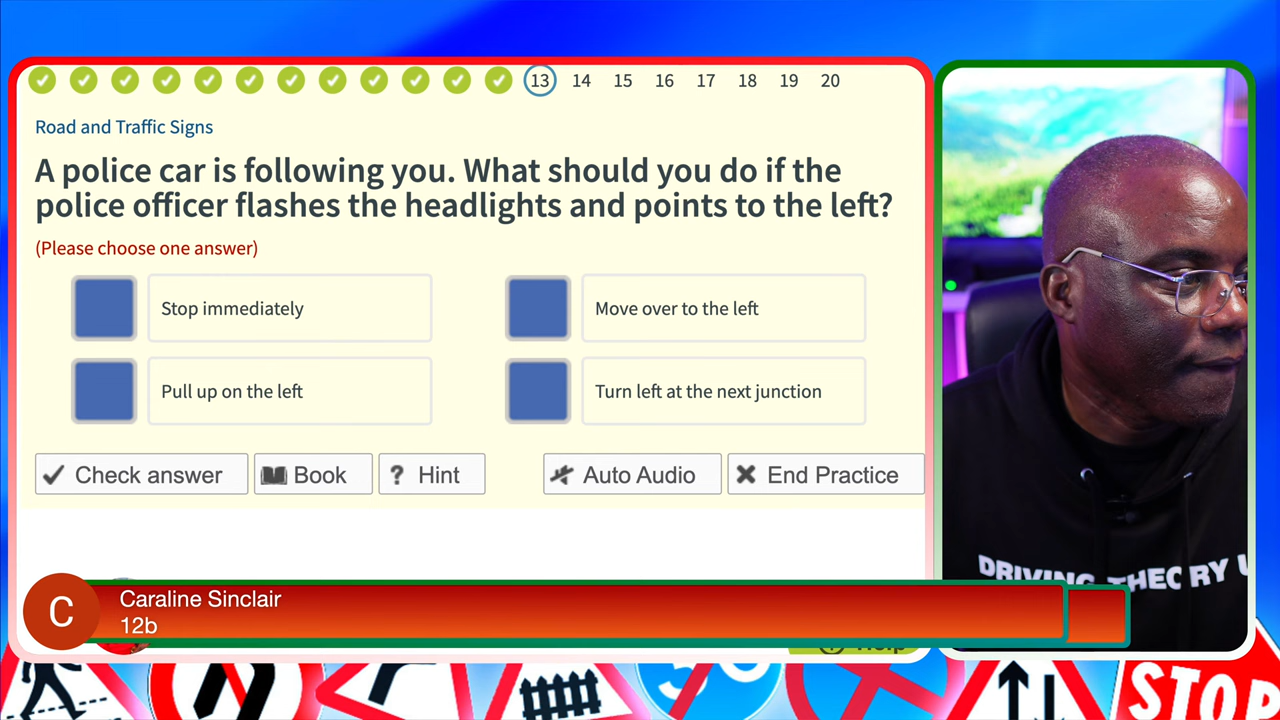 13 14 15 16 17 18 19 20
Road and Traffic Signs
A police car is following you. What should you do if the
police officer flashes the headlights and points to the left?
(Please choose one answer)
Stop immediately
Move over to the left
Pull up on the left
Turn left at the next junction
Check answer
Book
? Hint
Auto Audio
End Practice
DRIVING THEORY U
C
Caraline Sinclair
12b
Help
STOP